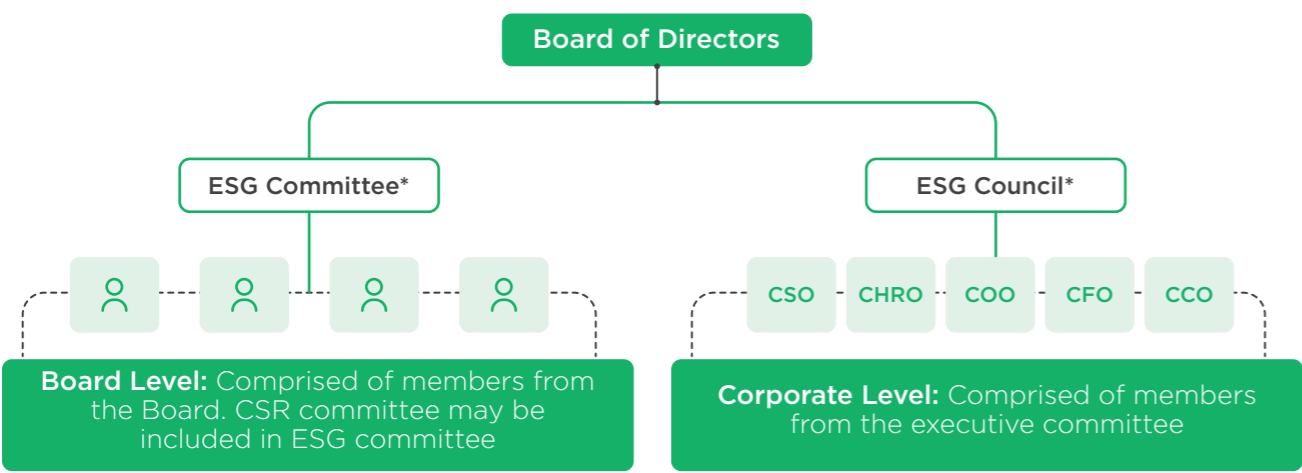 Board of Directors
ESG Committee*
ESG Council*
CSO
CHRO
COO
CFO
CCO
Board Level: Comprised of members from
the Board. CSR committee may be
included in ESG committee
Corporate Level: Comprised of members
from the executive committee